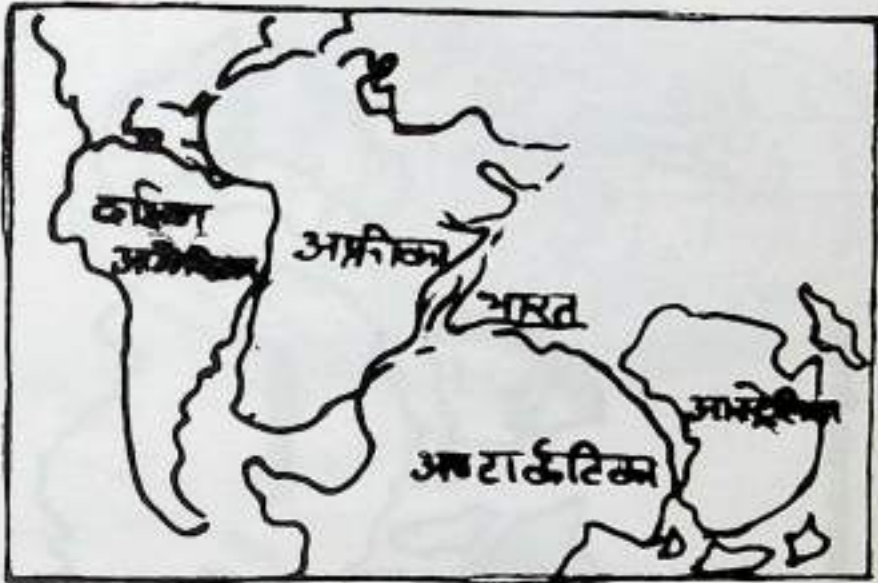 दक्षिण
अमेरिका
अफ्रीका
भारत
आस्ट्रेलिया
अण्टार्कटिका